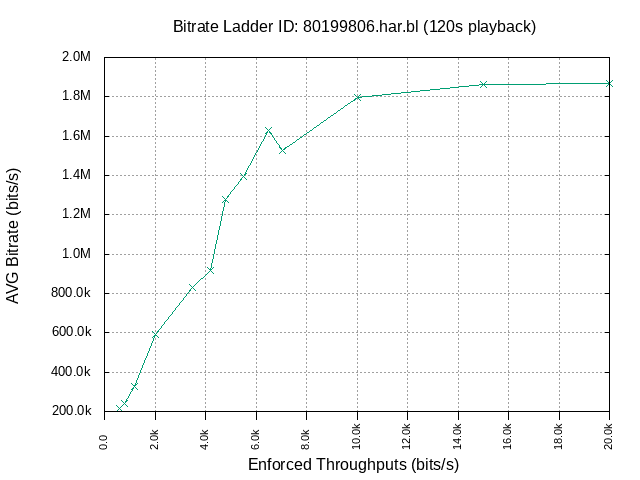 Bitrate Ladder ID: 80199806.har.bl (120s playback)
2.0M
1.8M
1.6M
1.4M
1.2M
1.0M
800.0k
600.0k
400.0k
200.0k
AVG Bitrate (bits/s)
0.0
2.0k
4.0k
6.0k
8.0k
10.0k
12.0k
14.0k
16.0k
18.0k
20.0k
Enforced Throughputs (bits/s)